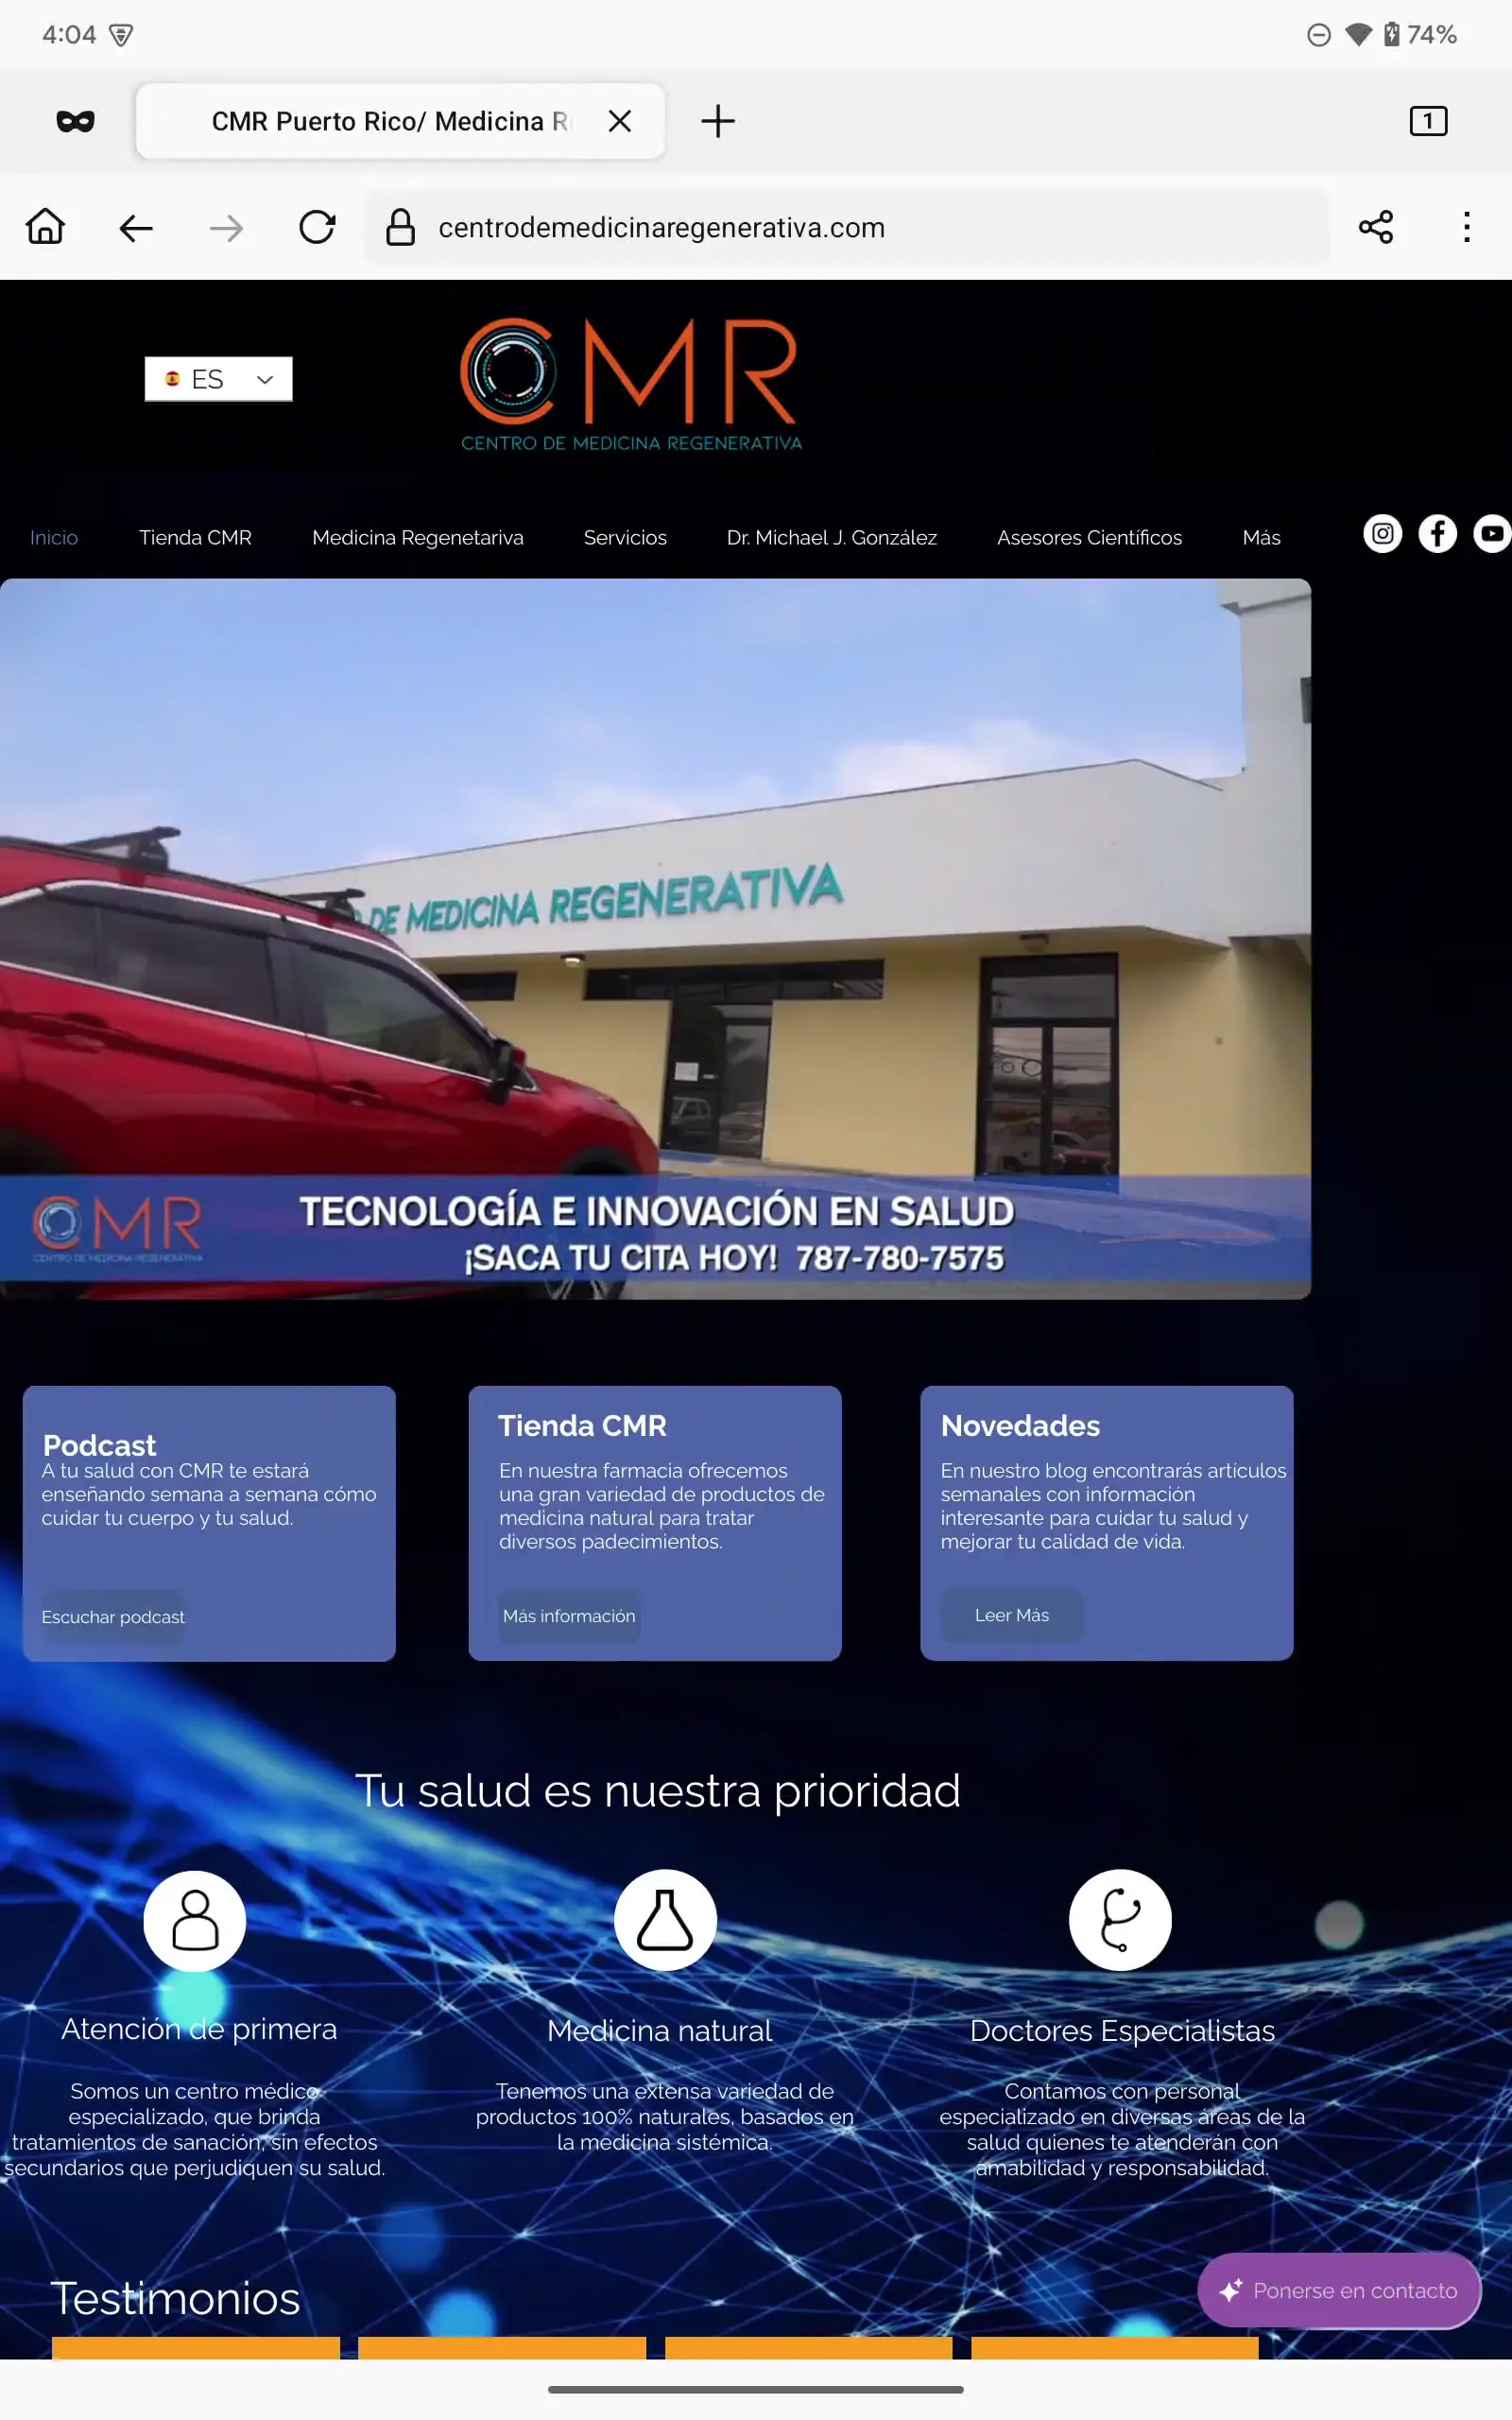 4:04
74%
CMR Puerto Rico/ Medicina R
1
centrodemedicinaregenerativa.com
ES
CMR
CENTRO DE MEDICINA REGENERATIVA
Inicio
Tienda CMR
Medicina Regenetariva
Servicios
Dr. Michael J. González
Asesores Científicos
Más
DE MEDICINA REGENERATIVA
CMR
CENTRO DE MEDICINA REGENERATIVA
TECNOLOGÍA E INNOVACIÓN EN SALUD
¡SACA TU CITA HOY! 787-780-7575
Podcast
A tu salud con CMR te estará
enseñando semana a semana cómo
cuidar tu cuerpo y tu salud.
Escuchar podcast
Tienda CMR
En nuestra farmacia ofrecemos
una gran variedad de productos de
medicina natural para tratar
diversos padecimientos.
Más información
Novedades
En nuestro blog encontrarás artículos
semanales con información
interesante para cuidar tu salud y
mejorar tu calidad de vida.
Leer Más
Tu salud es nuestra prioridad
Atención de primera
Somos un centro médico
especializado, que brinda
tratamientos de sanación, sin efectos
secundarios que perjudiquen su salud.
Medicina natural
Tenemos una extensa variedad de
productos 100% naturales, basados en
la medicina sistémica.
Doctores Especialistas
Contamos con personal
especializado en diversas áreas de la
salud quienes te atenderán con
amabilidad y responsabilidad.
Testimonios
Ponerse en contacto